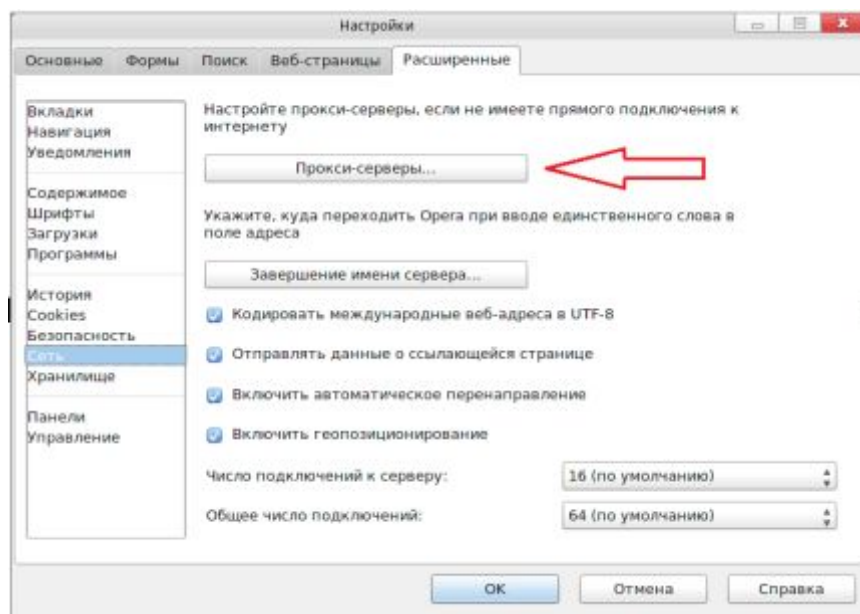 Настройки
Основные
Формы
Поиск
Веб-страницы
Расширенные
Вкладки
Навигация
Уведомления
Содержимое
Шрифты
Загрузки
Программы
История
Cookies
Безопасность
Сеть
Хранилище
Панели
Управление
Настройте прокси-серверы, если не имеете прямого подключения к
интернету
Прокси-серверы...
Укажите, куда переходить Opera при вводе единственного слова в
поле адреса
Завершение имени сервера...
Кодировать международные веб-адреса в UTF-8
Отправлять данные о ссылающейся странице
Включить автоматическое перенаправление
Включить геопозиционирование
Число подключений к серверу:
16 (по умолчанию)
Общее число подключений:
64 (по умолчанию)
OK
Отмена
Справка